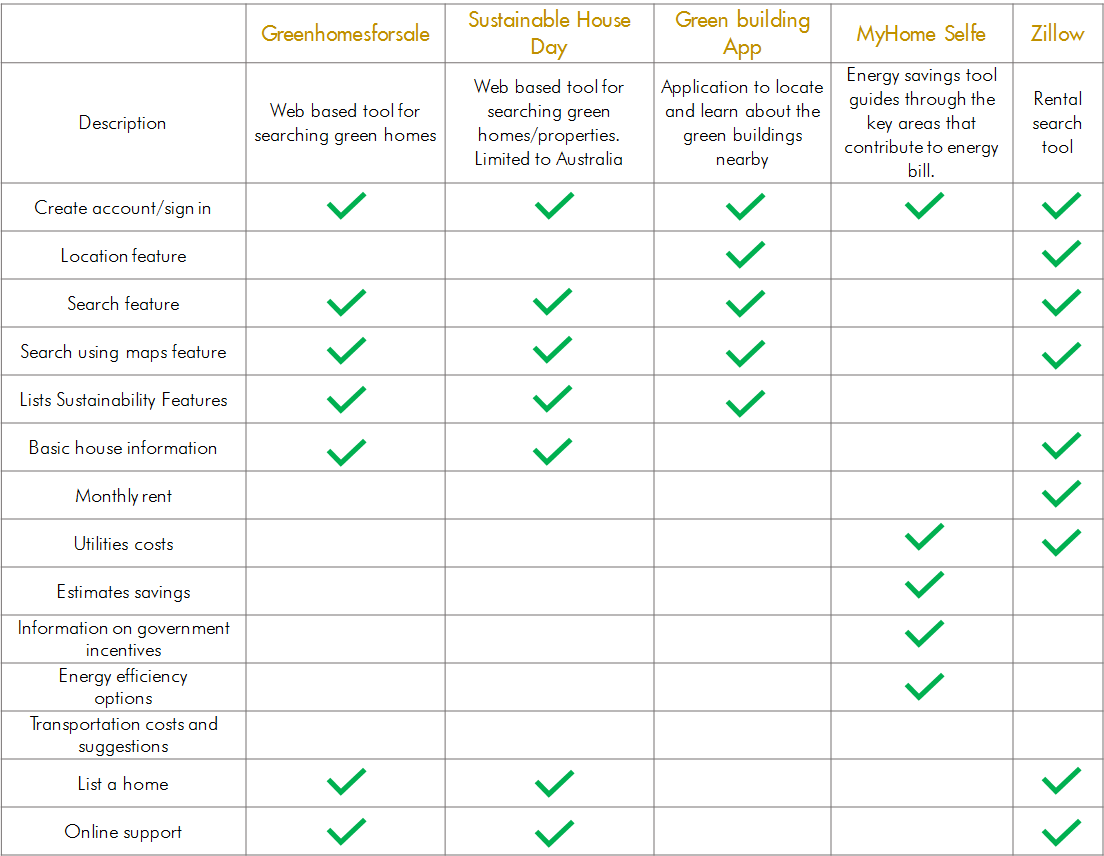 Greenhomesforsale
Sustainable House
Day
Green building
App
MyHome Selfe
Zillow
Description
Web based tool for
searching green homes
Web based tool for
searching green
homes/properties.
Limited to Australia
Application to locate
and learn about the
green buildings
nearby
Energy savings tool
guides through the
key areas that
contribute to energy
bill.
Rental
search
tool
Create account/sign in
Location feature
Search feature
Search using maps feature
Lists Sustainability Features
Basic house information
Monthly rent
Utilities costs
Estimates savings
Information on government
incentives
Energy efficiency
options
Transportation costs and
suggestions
List a home
Online support